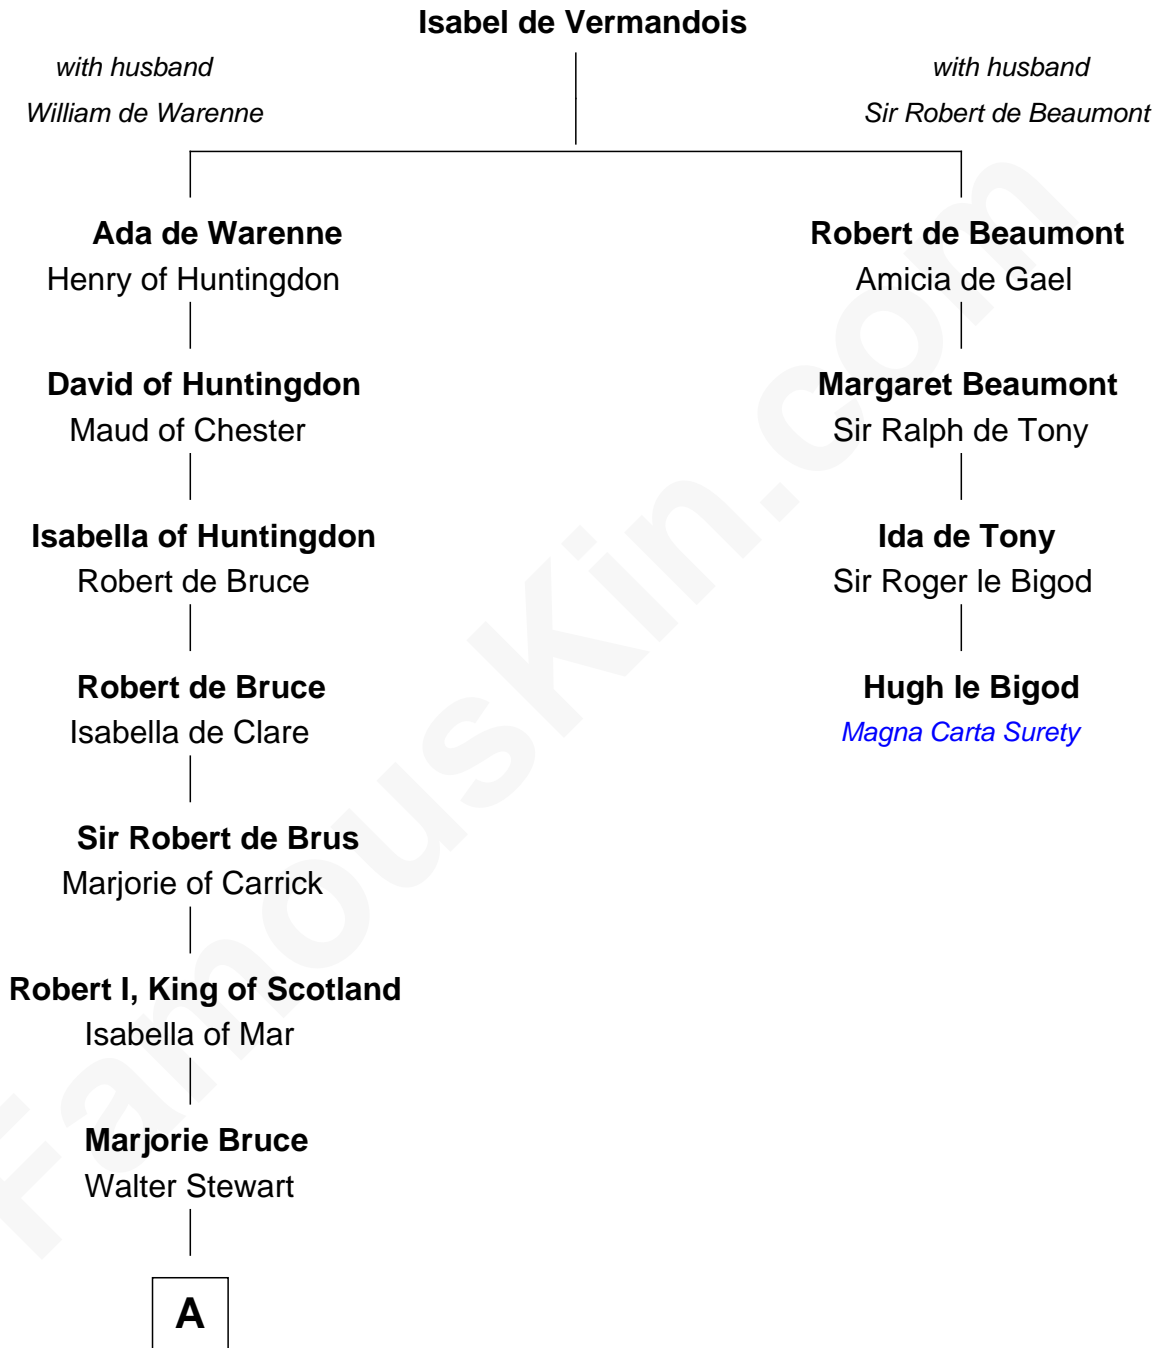 Isabel de Vermandois
with husband
William de Warenne
with husband
Sir Robert de Beaumont
Ada de Warenne
Henry of Huntingdon
Robert de Beaumont
Amicia de Gael
David of Huntingdon
Maud of Chester
Margaret Beaumont
Sir Ralph de Tony
Isabella of Huntingdon
Robert de Bruce
Ida de Tony
Sir Roger le Bigod
Robert de Bruce
Isabella de Clare
Hugh le Bigod
Magna Carta Surety
Sir Robert de Brus
Marjorie of Carrick
Robert I, King of Scotland
Isabella of Mar
Marjorie Bruce
Walter Stewart
A
FamousKin.com